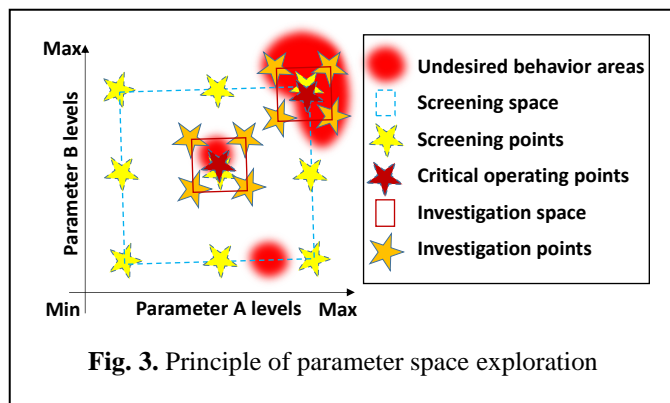 Max
Parameter B levels
Min
Parameter A levels
Max
Undesired behavior areas
Screening space
Screening points
Critical operating points
Investigation space
Investigation points
Fig. 3. Principle of parameter space exploration